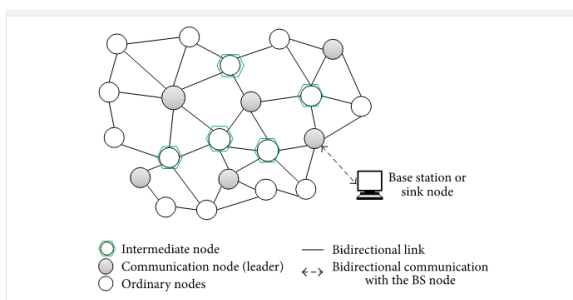 Base station or
sink node
Intermediate node
Communication node (leader)
Ordinary nodes
Bidirectional link
Bidirectional communication
with the BS node